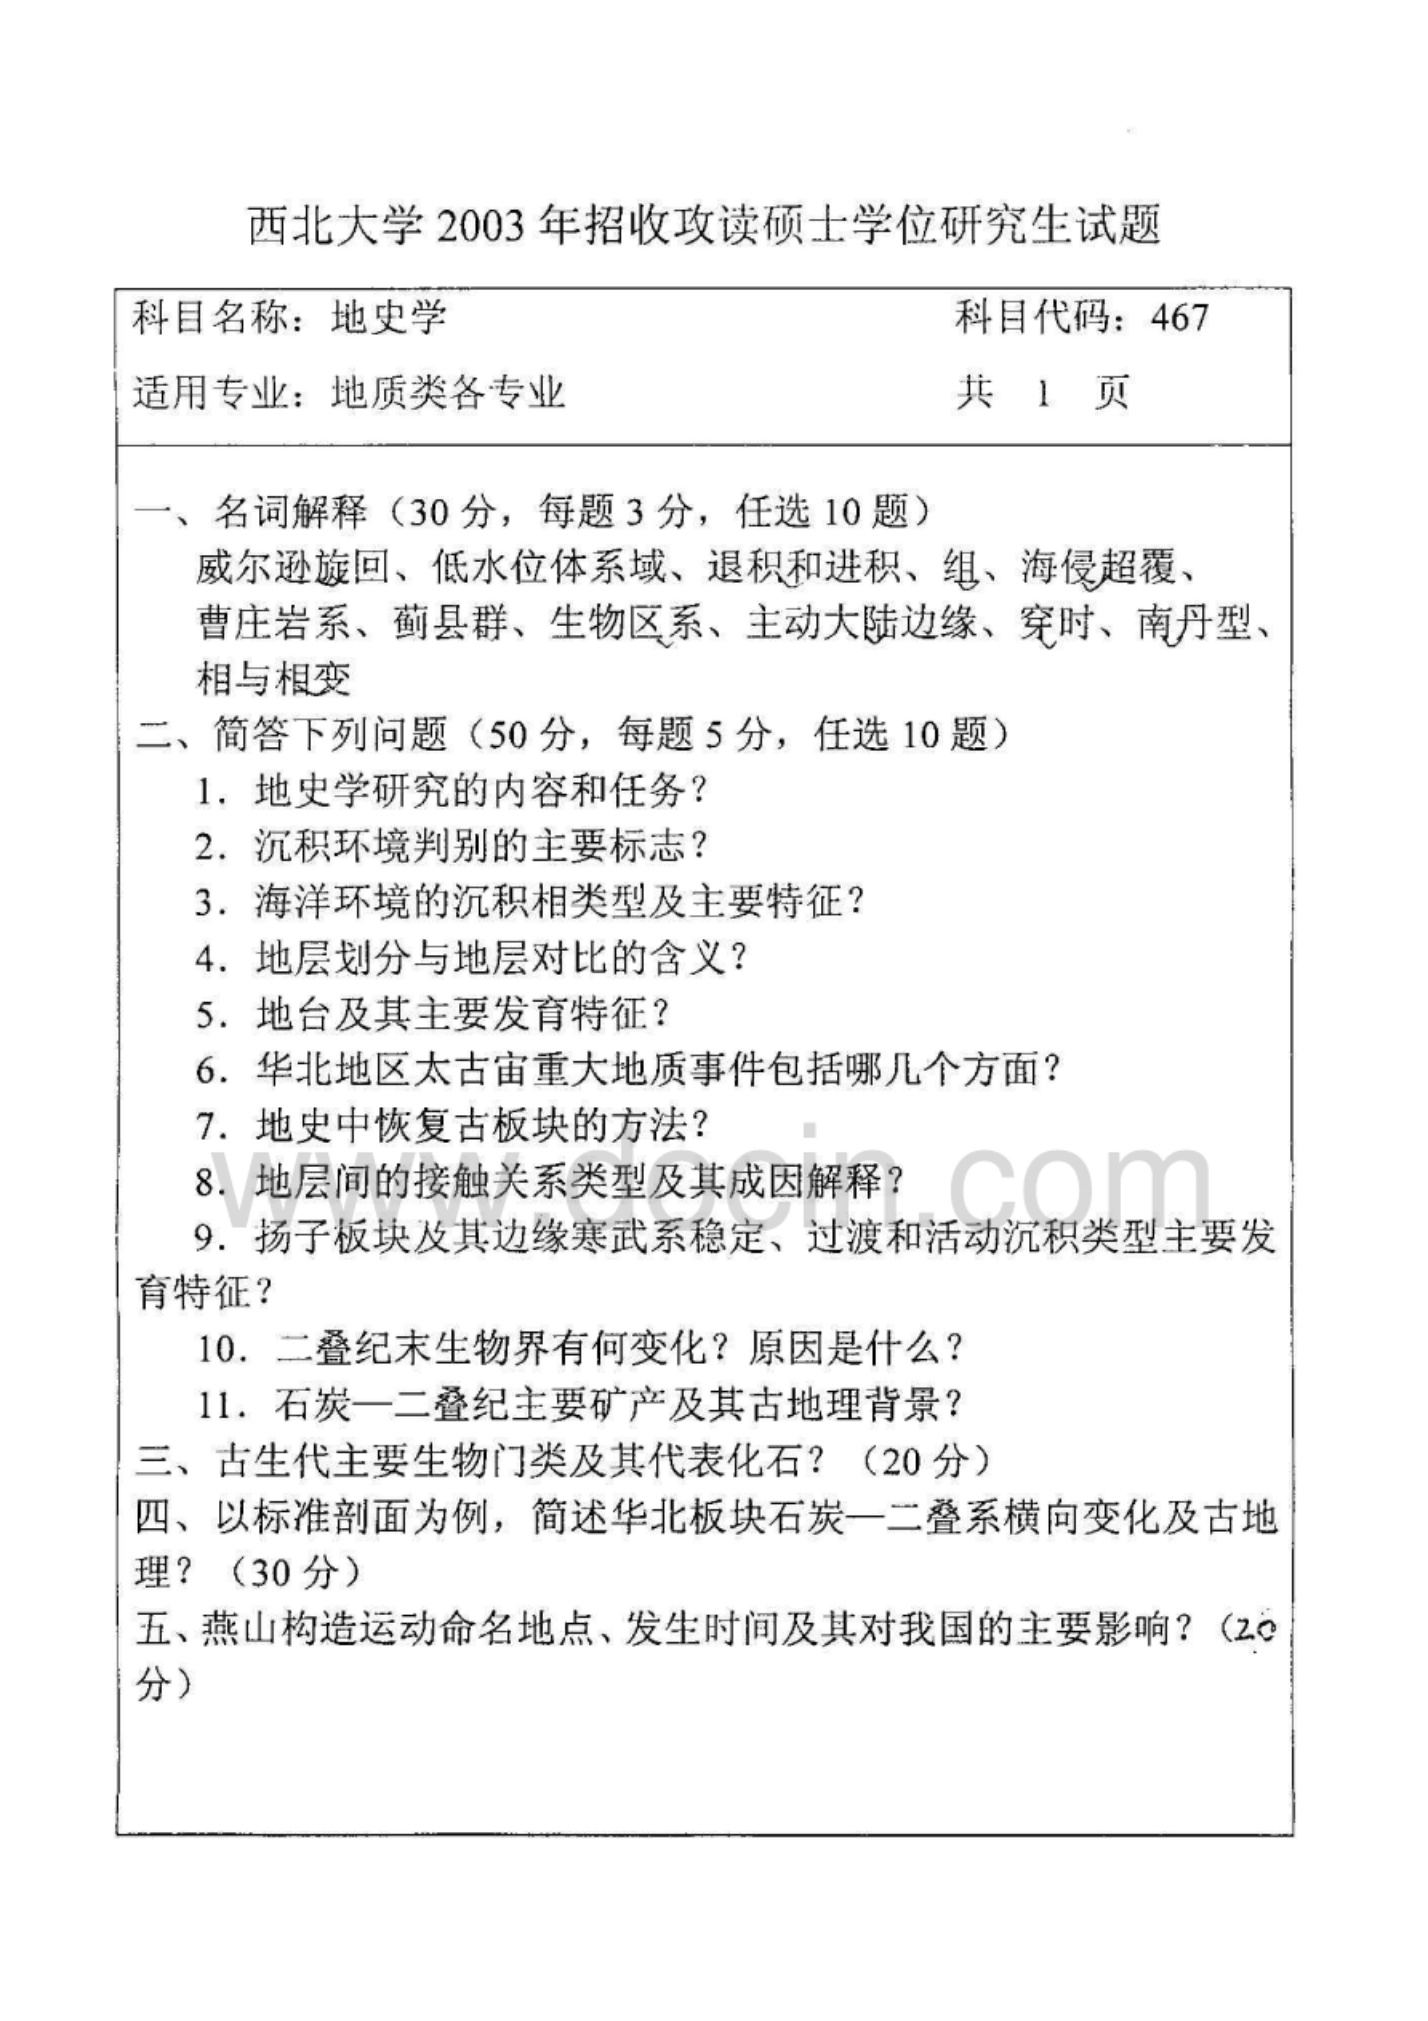 西北大学 2003 年招收攻读硕士学位研究生试题
科目名称：地史学 科目代码：467
适用专业：地质类各专业 共 1 页
一、名词解释（30 分，每题 3 分，任选 10 题）
威尔逊旋回、低水位体系域、退积和进积、组、海侵超覆、
曹庄岩系、蓟县群、生物区系、主动大陆边缘、穿时、南丹型、
相与相变
二、简答下列问题（50 分，每题 5 分，任选 10 题）
1．地史学研究的内容和任务？
2．沉积环境判别的主要标志？
3．海洋环境的沉积相类型及主要特征？
4．地层划分与地层对比的含义？
5．地台及其主要发育特征？
6．华北地区太古宙重大地质事件包括哪几个方面？
7．地史中恢复古板块的方法？
8．地层间的接触关系类型及其成因解释？
www.docin.com
9．扬子板块及其边缘寒武系稳定、过渡和活动沉积类型主要发
育特征？
10．二叠纪末生物界有何变化？原因是什么？
11．石炭—二叠纪主要矿产及其古地理背景？
三、古生代主要生物门类及其代表化石？（20 分）
四、以标准剖面为例，简述华北板块石炭—二叠系横向变化及古地
理？（30 分）
五、燕山构造运动命名地点、发生时间及其对我国的主要影响？（20
分）